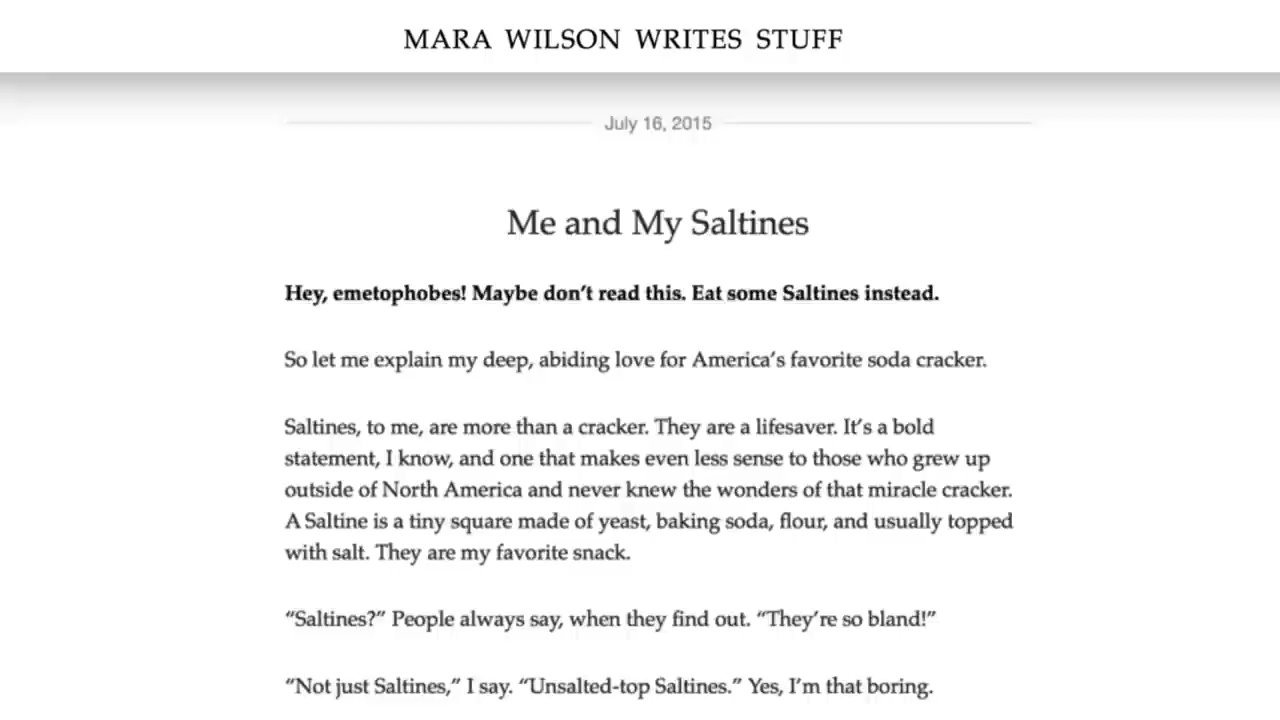 MARA WILSON WRITES STUFF
July 16, 2015
Me and My Saltines
Hey, emetophobes! Maybe don’t read this. Eat some Saltines instead.
So let me explain my deep, abiding love for America’s favorite soda cracker.
Saltines, to me, are more than a cracker. They are a lifesaver. It’s a bold
statement, I know, and one that makes even less sense to those who grew up
outside of North America and never knew the wonders of that miracle cracker.
A Saltine is a tiny square made of yeast, baking soda, flour, and usually topped
with salt. They are my favorite snack.
“Saltines?” People always say, when they find out. “They’re so bland!”
“Not just Saltines,” I say. “Unsalted-top Saltines.” Yes, I’m that boring.